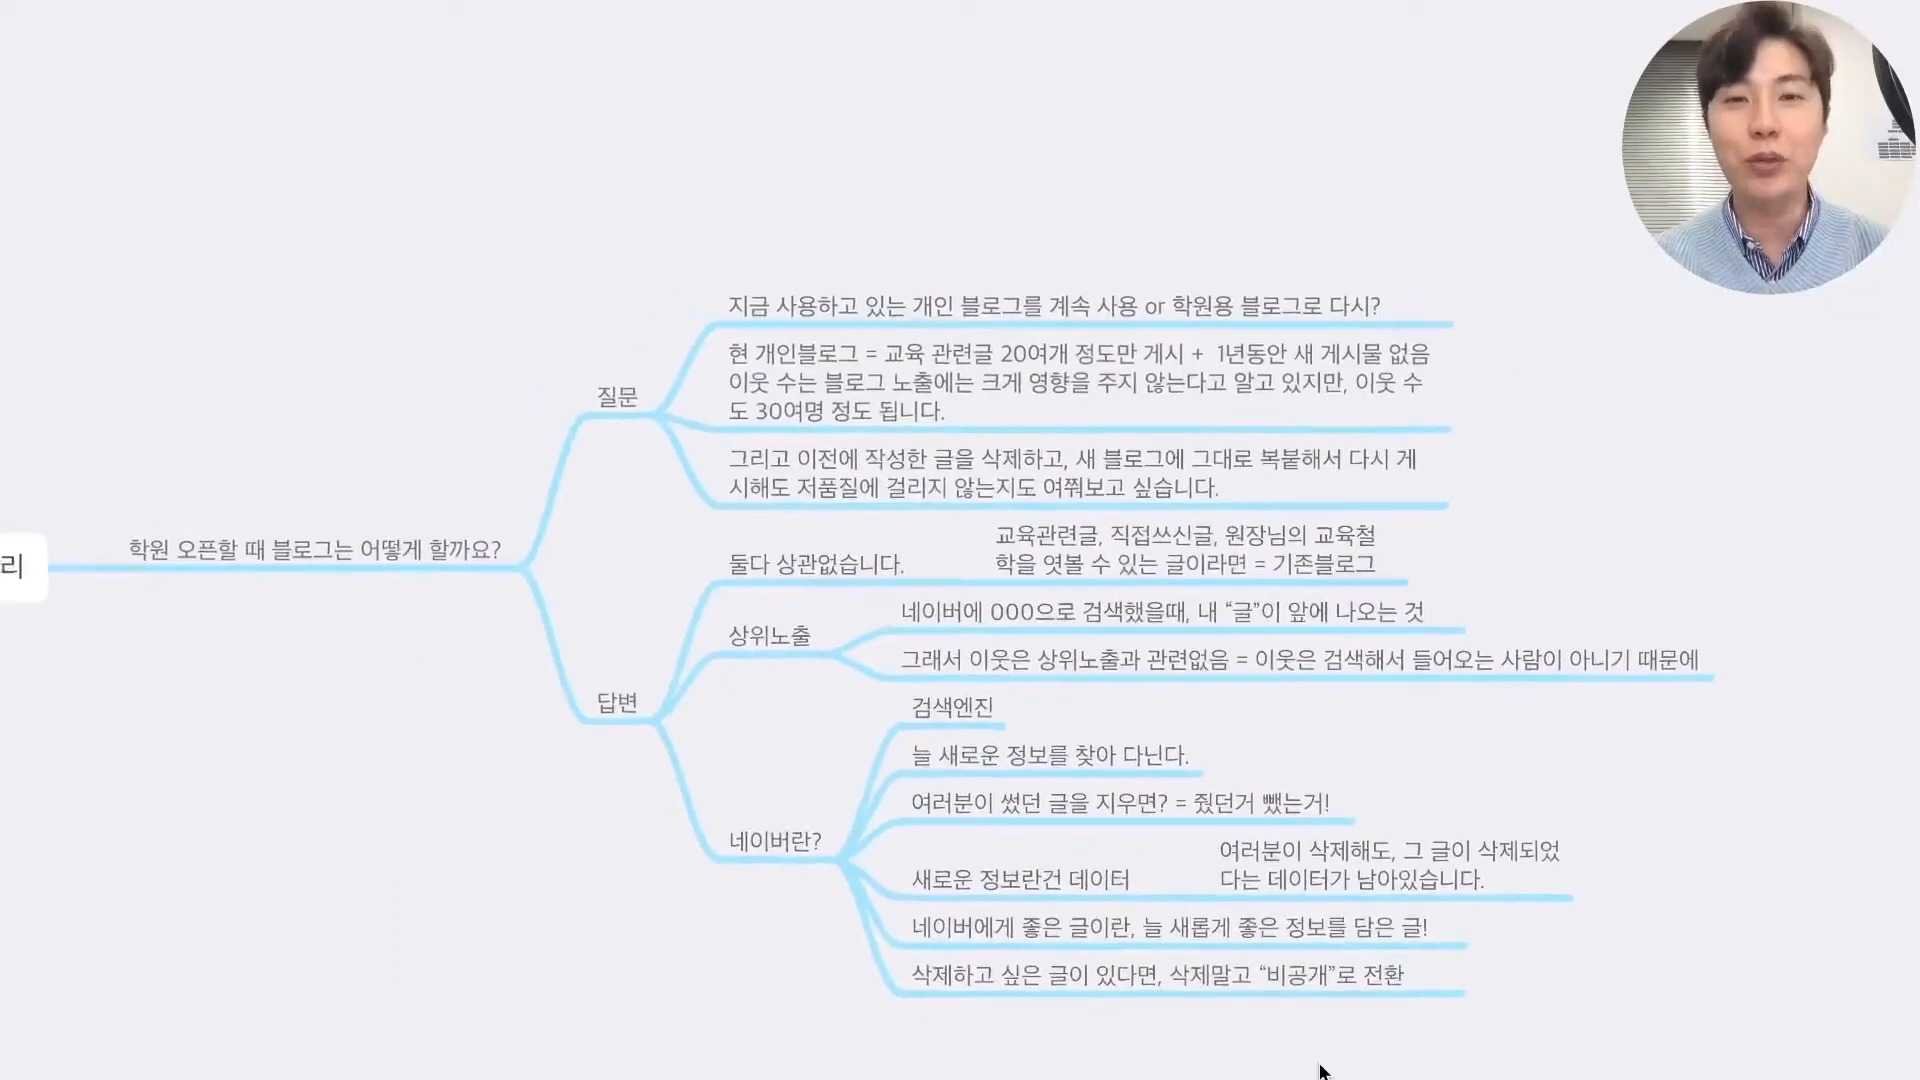 리
학원 오픈할 때 블로그는 어떻게 할까요?
질문
지금 사용하고 있는 개인 블로그를 계속 사용 or 학원용 블로그로 다시?
현 개인블로그 = 교육 관련글 20여개 정도만 게시 + 1년동안 새 게시물 없음
이웃 수는 블로그 노출에는 크게 영향을 주지 않는다고 알고 있지만, 이웃 수
도 30여명 정도 됩니다.
그리고 이전에 작성한 글을 삭제하고, 새 블로그에 그대로 복붙해서 다시 게
시해도 저품질에 걸리지 않는지도 여쭤보고 싶습니다.
답변
둘다 상관없습니다.
교육관련글, 직접쓰신글, 원장님의 교육철
학을 엿볼 수 있는 글이라면 = 기존블로그
상위노출
네이버에 000으로 검색했을때, 내 “글”이 앞에 나오는 것
그래서 이웃은 상위노출과 관련없음 = 이웃은 검색해서 들어오는 사람이 아니기 때문에
네이버란?
검색엔진
늘 새로운 정보를 찾아 다닌다.
여러분이 썼던 글을 지우면? = 줬던거 뺐는거!
새로운 정보란건 데이터
여러분이 삭제해도, 그 글이 삭제되었
다는 데이터가 남아있습니다.
네이버에게 좋은 글이란, 늘 새롭게 좋은 정보를 담은 글!
삭제하고 싶은 글이 있다면, 삭제말고 “비공개”로 전환